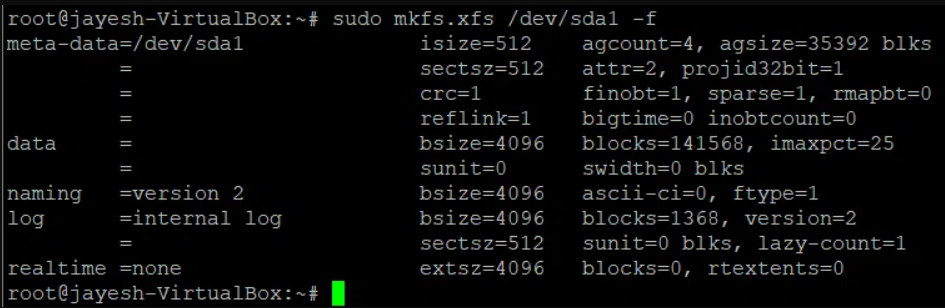 root@jayesh-VirtualBox:~# sudo mkfs.xfs /dev/sda1 -f
meta-data=/dev/sda1              isize=512    agcount=4, agsize=35392 blks
         =                       sectsz=512   attr=2, projid32bit=1
         =                       crc=1        finobt=1, sparse=1, rmapbt=0
         =                       reflink=1    bigtime=0 inobtcount=0
data     =                       bsize=4096   blocks=141568, imaxpct=25
         =                       sunit=0      swidth=0 blks
naming   =version 2              bsize=4096   ascii-ci=0, ftype=1
log      =internal log           bsize=4096   blocks=1368, version=2
         =                       sectsz=512   sunit=0 blks, lazy-count=1
realtime =none                   extsz=4096   blocks=0, rtextents=0
root@jayesh-VirtualBox:~#